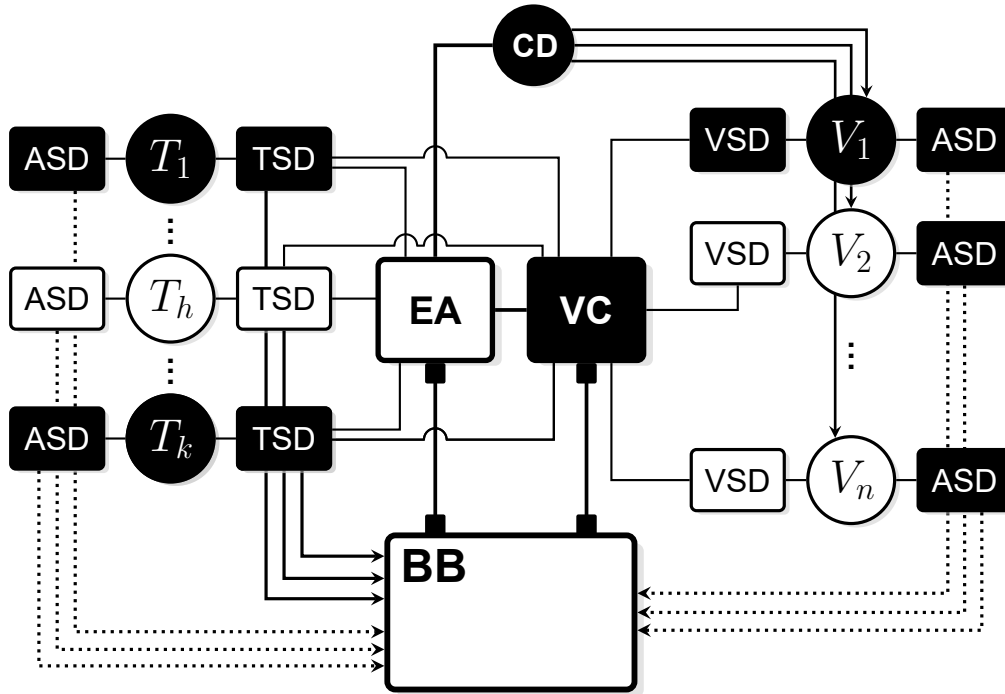 CD
ASD T₁ TSD VSD V₁ ASD
⋮
ASD Tₕ TSD EA VC VSD V₂ ASD
⋮ ⋮
ASD Tₖ TSD VSD Vₙ ASD
BB